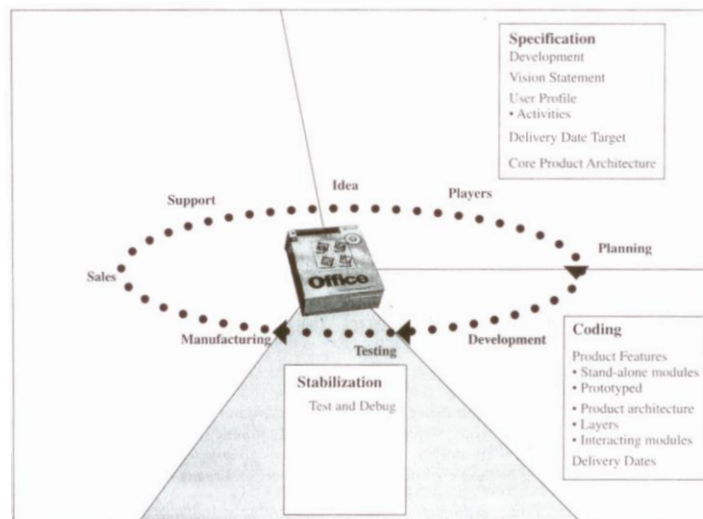 Specification
Development
Vision Statement
User Profile
• Activities
Delivery Date Target
Core Product Architecture
Idea
Players
Support
Planning
Sales
Office
Manufacturing
Testing
Development
Coding
Product Features
• Stand-alone modules
• Prototyped
• Product architecture
• Layers
• Interacting modules
Delivery Dates
Stabilization
Test and Debug